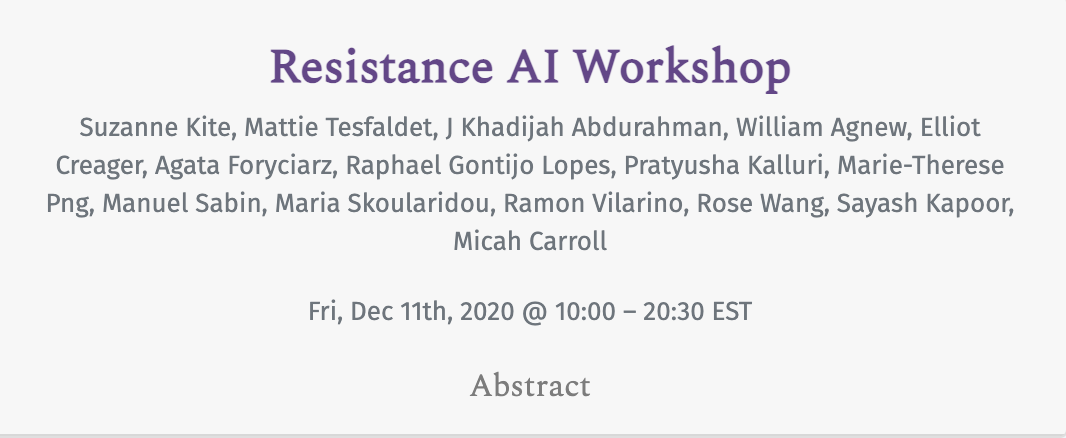 Resistance AI Workshop
Suzanne Kite, Mattie Tesfaldet, J Khadijah Abdurahman, William Agnew, Elliot
Creager, Agata Foryciarz, Raphael Gontijo Lopes, Pratyusha Kalluri, Marie-Therese
Png, Manuel Sabin, Maria Skoularidou, Ramon Vilarino, Rose Wang, Sayash Kapoor,
Micah Carroll
Fri, Dec 11th, 2020 @ 10:00 – 20:30 EST
Abstract